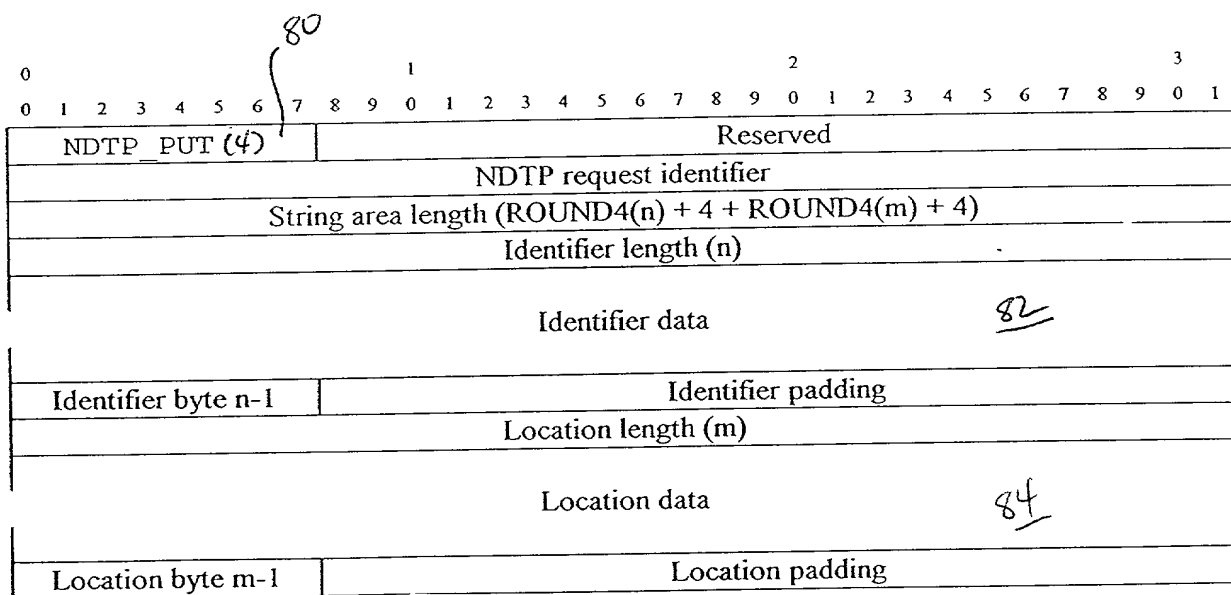 80
0 1 2 3
0 1 2 3 4 5 6 7 8 9 0 1 2 3 4 5 6 7 8 9 0 1 2 3 4 5 6 7 8 9 0 1
NDTP_PUT (4) Reserved
NDTP request identifier
String area length (ROUND4(n) + 4 + ROUND4(m) + 4)
Identifier length (n)
Identifier data 82
Identifier byte n-1 Identifier padding
Location length (m)
Location data 84
Location byte m-1 Location padding